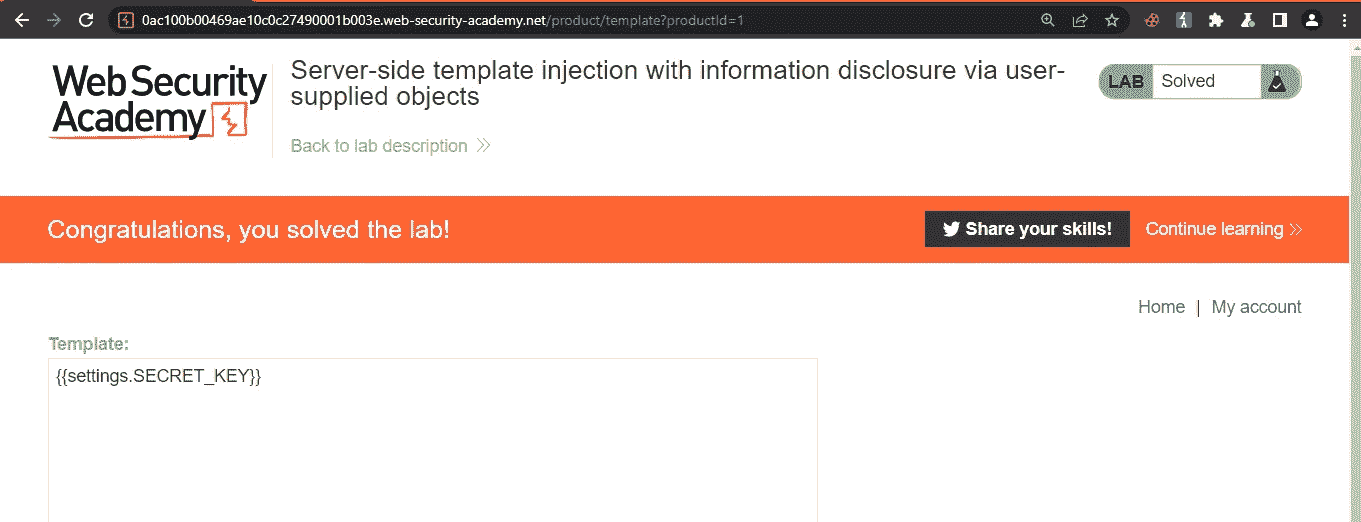 0ac100b00469ae10c0c27490001b003e.web-security-academy.net/product/template?productId=1
Web Security
Academy
Server-side template injection with information disclosure via user-
supplied objects
LAB Solved
Back to lab description
Congratulations, you solved the lab!
Share your skills! Continue learning
Home | My account
Template:
{{settings.SECRET_KEY}}